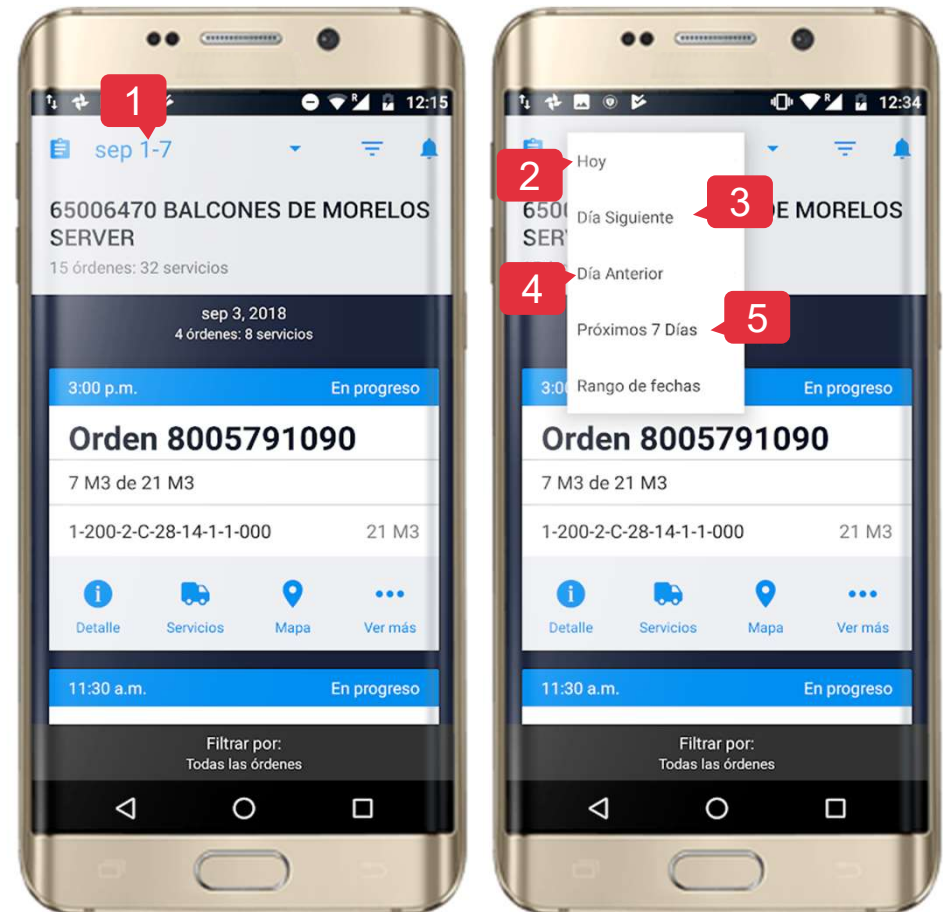 1
12:15
sep 1-7
65006470 BALCONES DE MORELOS
SERVER
15 órdenes: 32 servicios
sep 3, 2018
4 órdenes: 8 servicios
3:00 p.m. En progreso
Orden 8005791090
7 M3 de 21 M3
1-200-2-C-28-14-1-1-000 21 M3
Detalle Servicios Mapa Ver más
11:30 a.m. En progreso
Filtrar por:
Todas las órdenes
12:34
2
Hoy
3
Día Siguiente
4
Día Anterior
5
Próximos 7 Días
Rango de fechas
6500
E MORELOS
SER
3:0 En progreso
Orden 8005791090
7 M3 de 21 M3
1-200-2-C-28-14-1-1-000 21 M3
Detalle Servicios Mapa Ver más
11:30 a.m. En progreso
Filtrar por:
Todas las órdenes